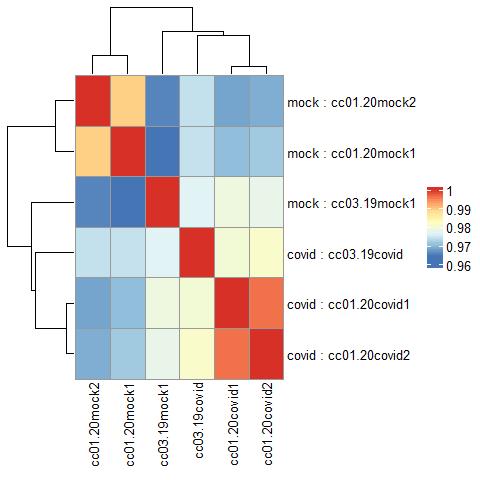 mock : cc01.20mock2
mock : cc01.20mock1
mock : cc03.19mock1
covid : cc03.19covid
covid : cc01.20covid1
covid : cc01.20covid2
1
0.99
0.98
0.97
0.96
cc01.20mock2
cc01.20mock1
cc03.19mock1
cc03.19covid
cc01.20covid1
cc01.20covid2